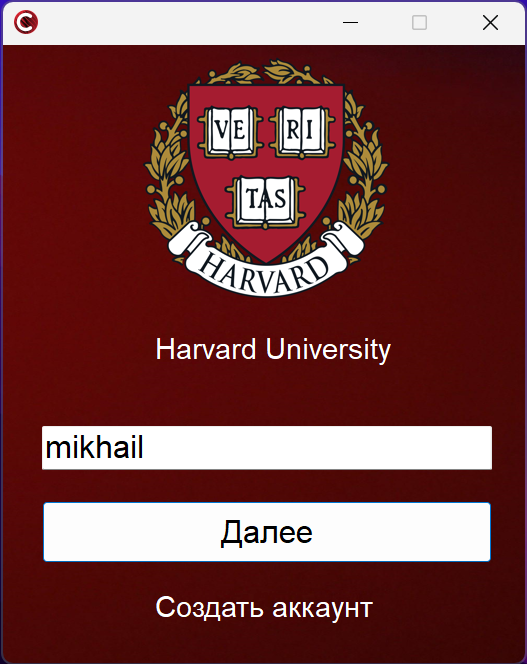 VE RI
TAS
HARVARD
Harvard University
mikhail
Далее
Создать аккаунт